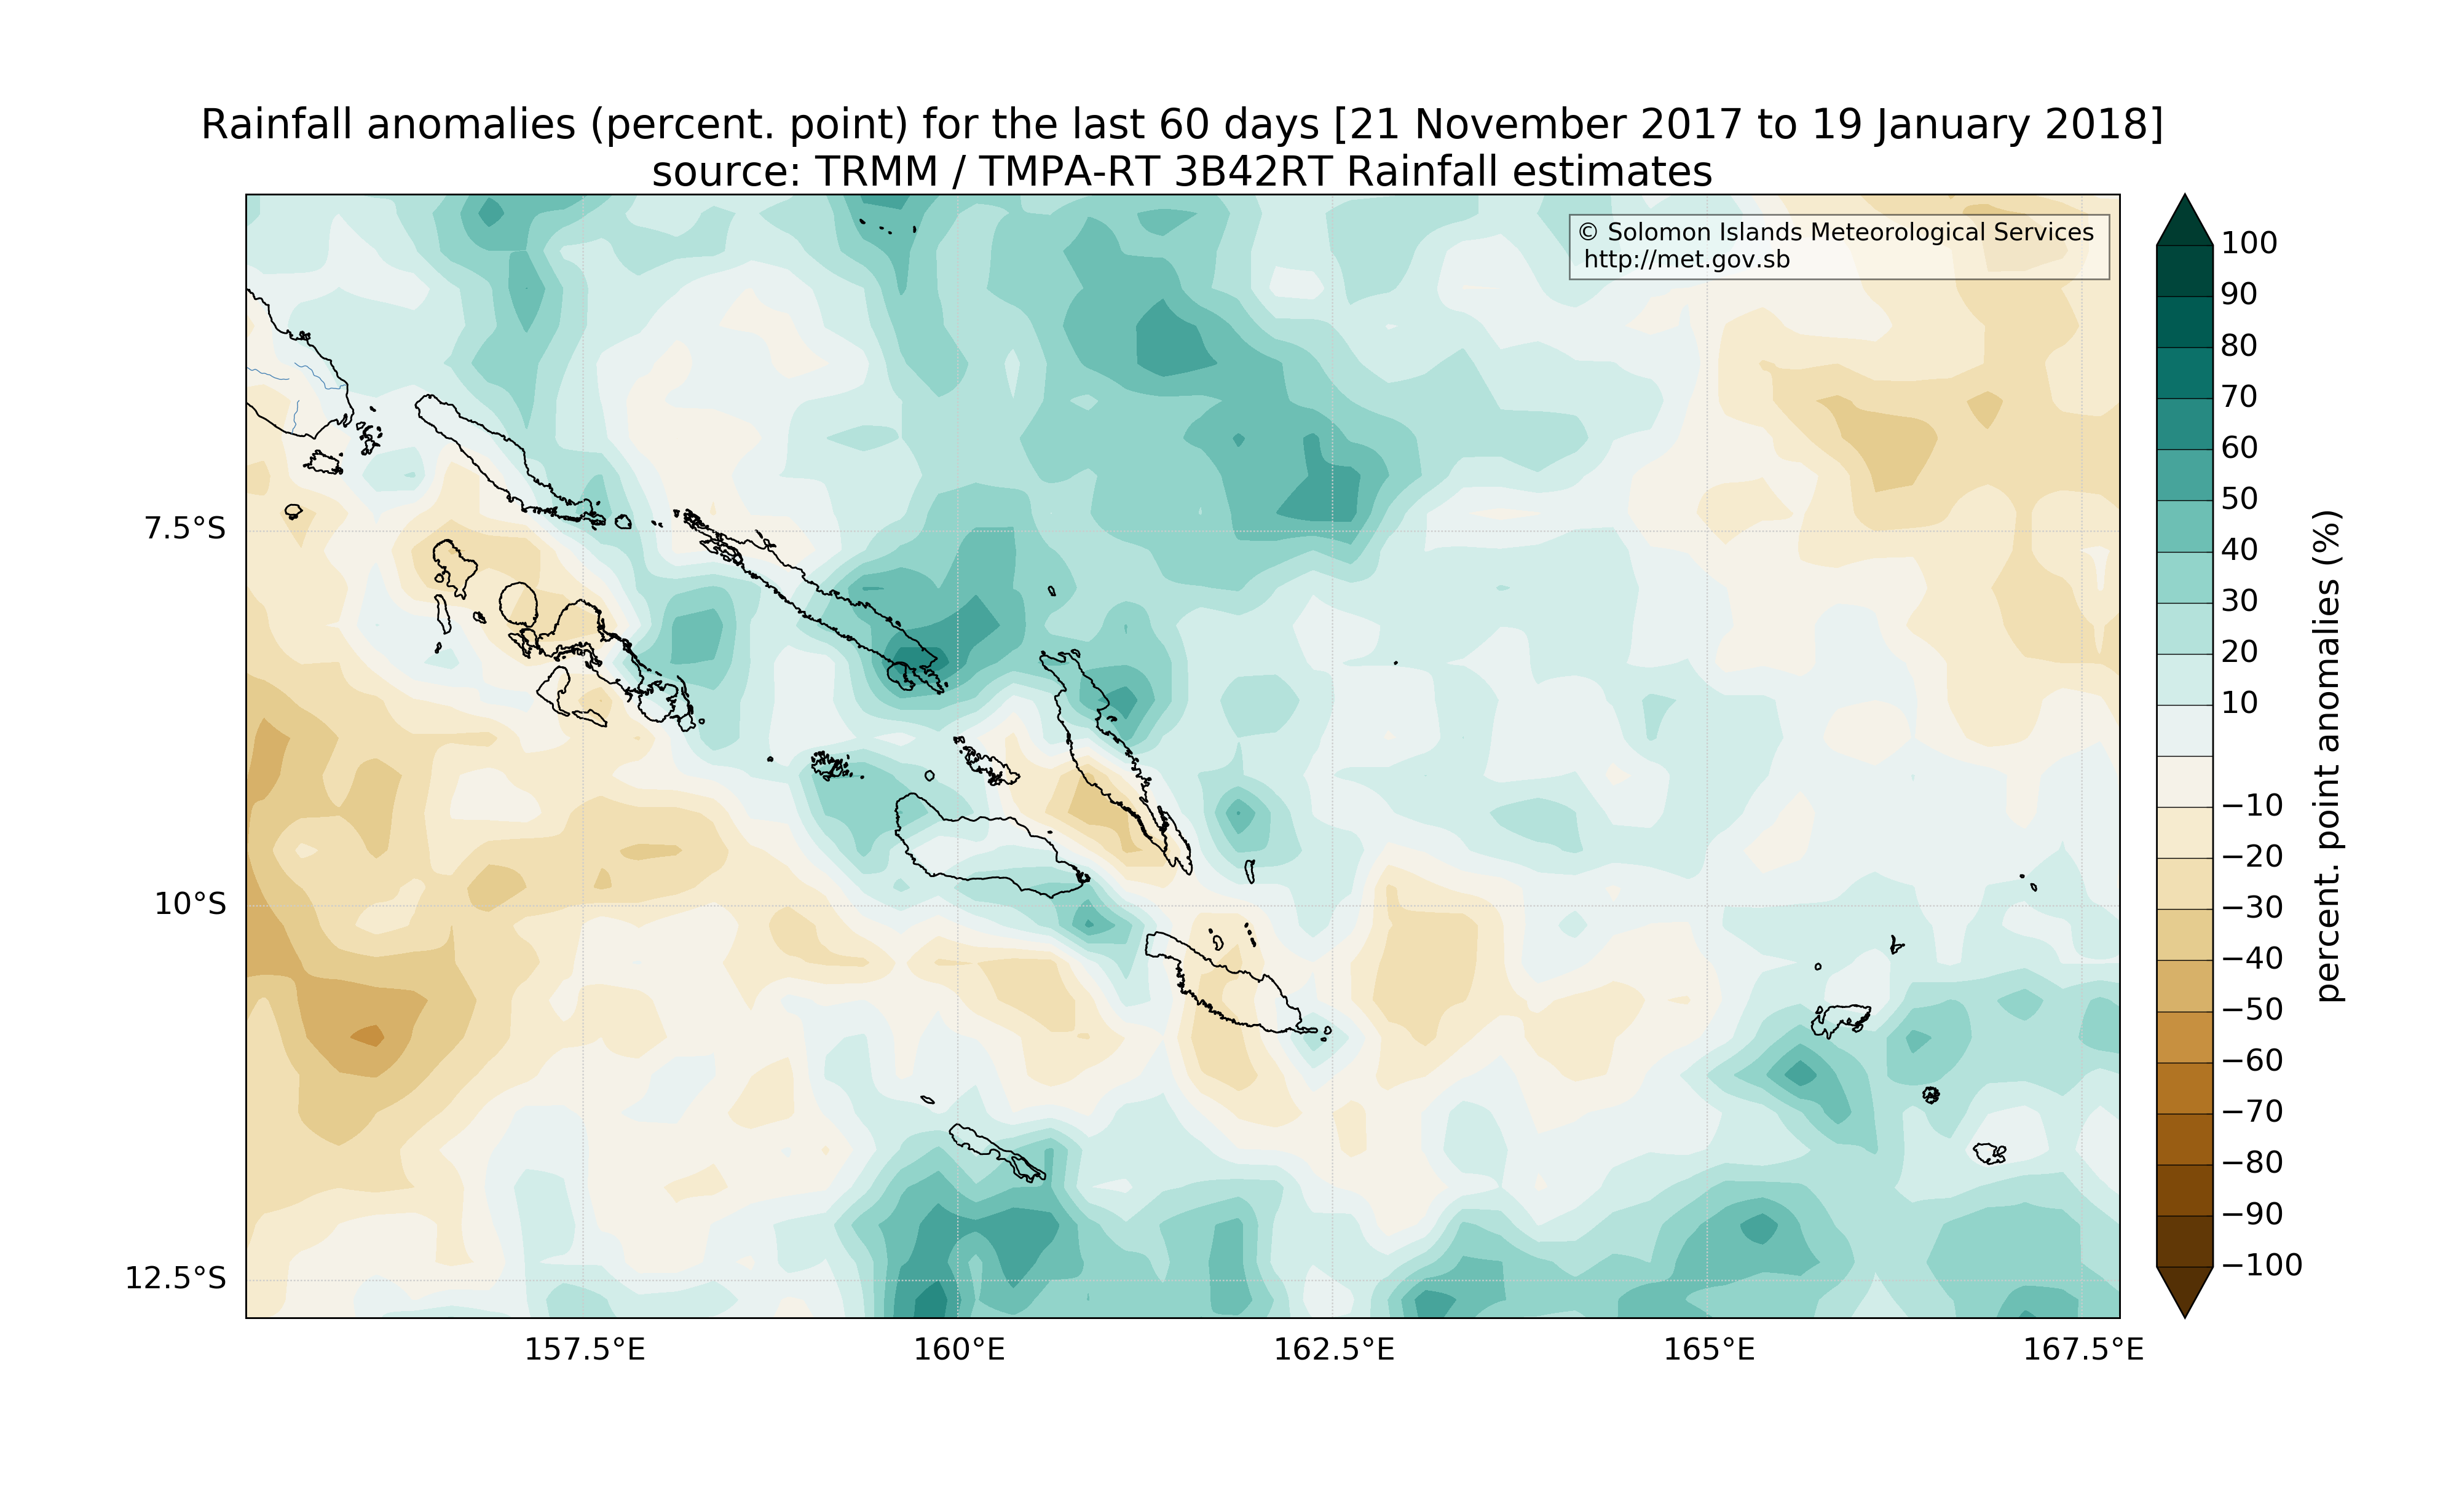 Rainfall anomalies (percent. point) for the last 60 days [21 November 2017 to 19 January 2018]
source: TRMM / TMPA-RT 3B42RT Rainfall estimates
© Solomon Islands Meteorological Services
http://met.gov.sb
7.5°S
10°S
12.5°S
157.5°E
160°E
162.5°E
165°E
167.5°E
100
90
80
70
60
50
40
30
20
10
−10
−20
−30
−40
−50
−60
−70
−80
−90
−100
percent. point anomalies (%)